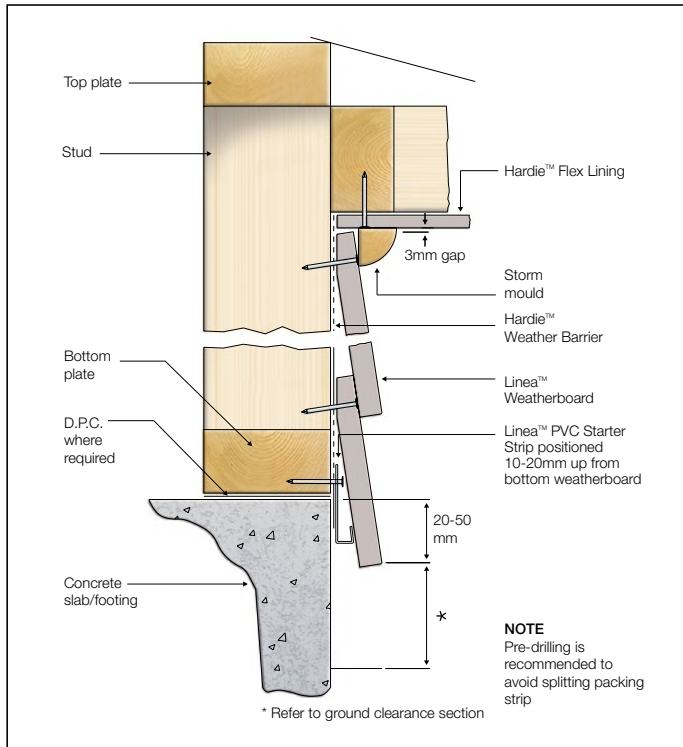 Top plate
Stud
Hardie™ Flex Lining
3mm gap
Storm
mould
Hardie™
Weather Barrier
Bottom
plate
Linea™
Weatherboard
D.P.C.
where
required
Linea™ PVC Starter
Strip positioned
10-20mm up from
bottom weatherboard
20-50
mm
Concrete
slab/footing
*
NOTE
Pre-drilling is
recommended to
avoid splitting packing
strip
* Refer to ground clearance section